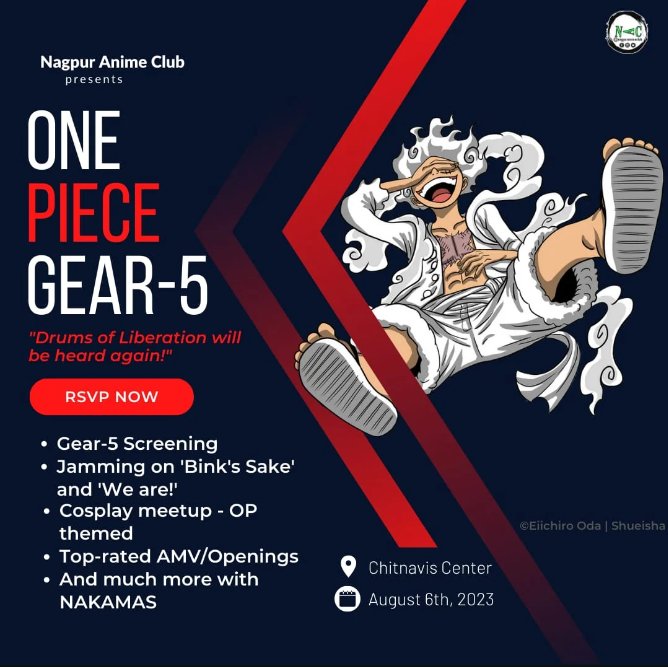 NAC
Nagpur Anime Club
presents
ONE
PIECE
GEAR-5
"Drums of Liberation will
be heard again!"
RSVP NOW
• Gear-5 Screening
• Jamming on 'Bink's Sake'
and 'We are!'
• Cosplay meetup - OP
themed
• Top-rated AMV/Openings
• And much more with
NAKAMAS
©Eiichiro Oda | Shueisha
Chitnavis Center
August 6th, 2023